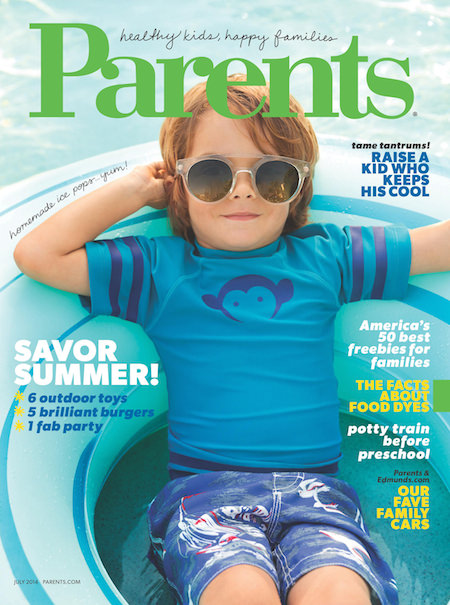 healthy kids, happy families
Parents®
tame tantrums!
RAISE A
KID WHO
KEEPS
HIS COOL
homemade ice pops yum!
America's
50 best
freebies for
families
SAVOR
SUMMER!
* 6 outdoor toys
* 5 brilliant burgers
* 1 fab party
THE FACTS
ABOUT
FOOD DYES
potty train
before
preschool
Parents &
Edmunds.com
OUR
FAVE
FAMILY
CARS
JULY 2014 PARENTS.COM